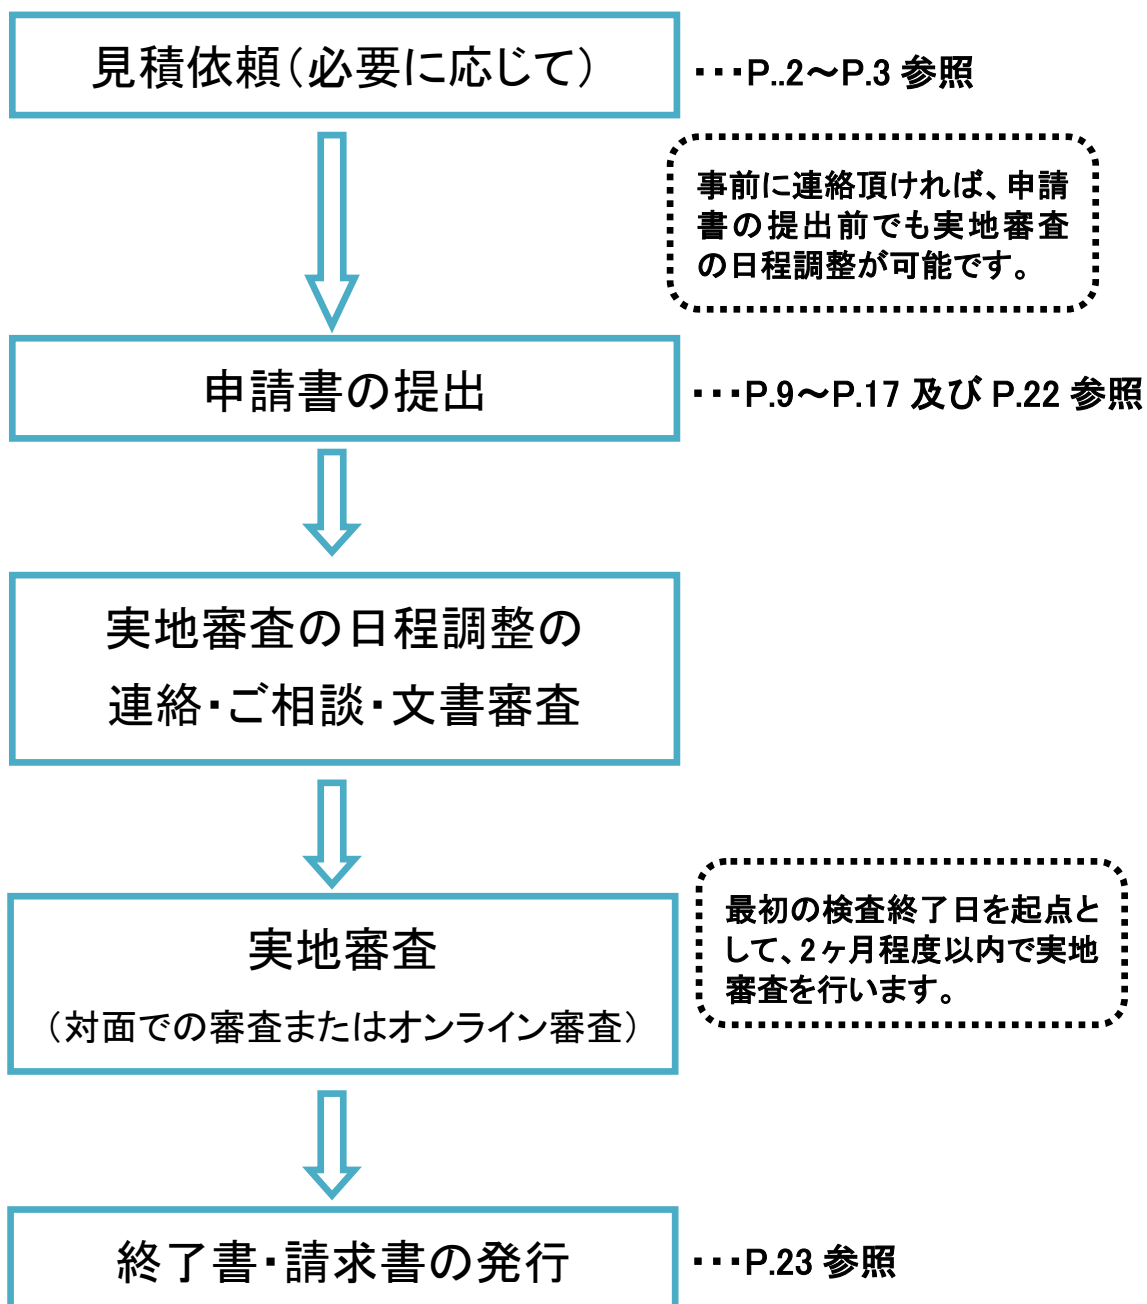 見積依頼（必要に応じて）
・・・P..2～P.3 参照
事前に連絡頂ければ、申請
書の提出前でも実地審査
の日程調整が可能です。
申請書の提出
・・・P.9～P.17 及び P.22 参照
実地審査の日程調整の
連絡・ご相談・文書審査
最初の検査終了日を起点と
して、2ヶ月程度以内で実地
審査を行います。
実地審査
（対面での審査またはオンライン審査）
終了書・請求書の発行
・・・P.23 参照